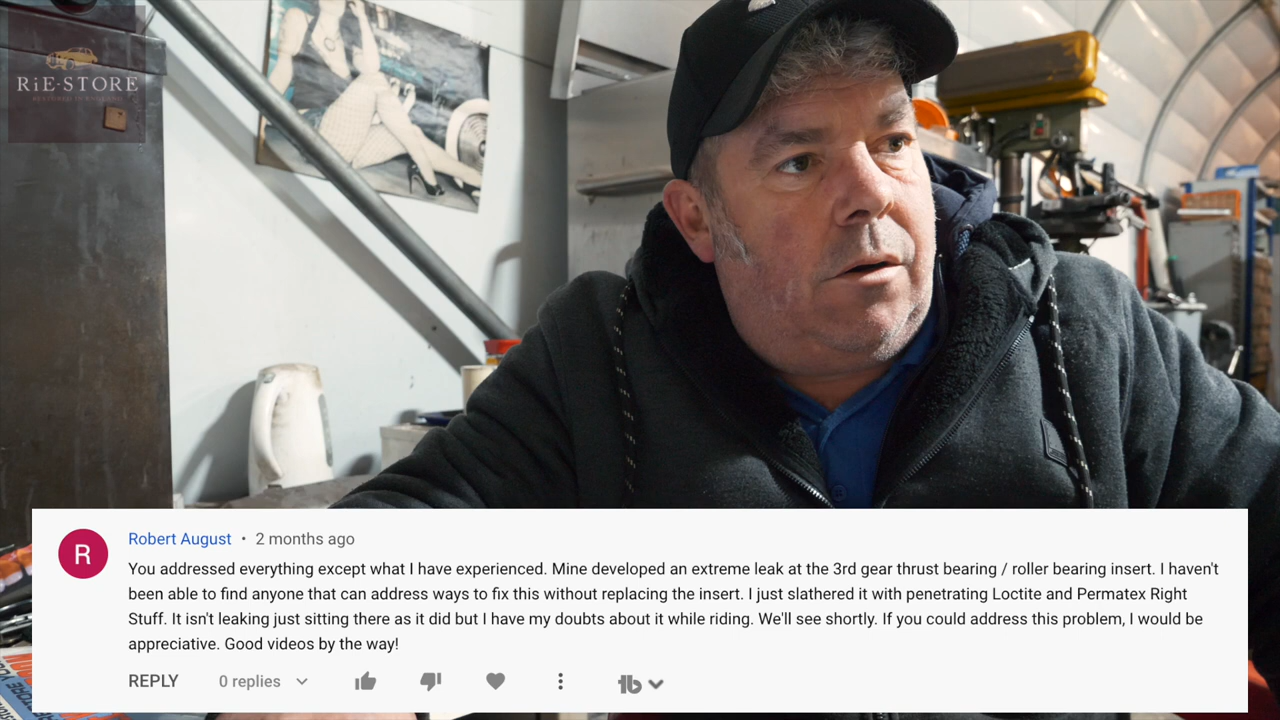 RiE-STORE
Robert August • 2 months ago
R
You addressed everything except what I have experienced. Mine developed an extreme leak at the 3rd gear thrust bearing / roller bearing insert. I haven't
been able to find anyone that can address ways to fix this without replacing the insert. I just slathered it with penetrating Loctite and Permatex Right
Stuff. It isn't leaking just sitting there as it did but I have my doubts about it while riding. We'll see shortly. If you could address this problem, I would be
appreciative. Good videos by the way!
REPLY 0 replies